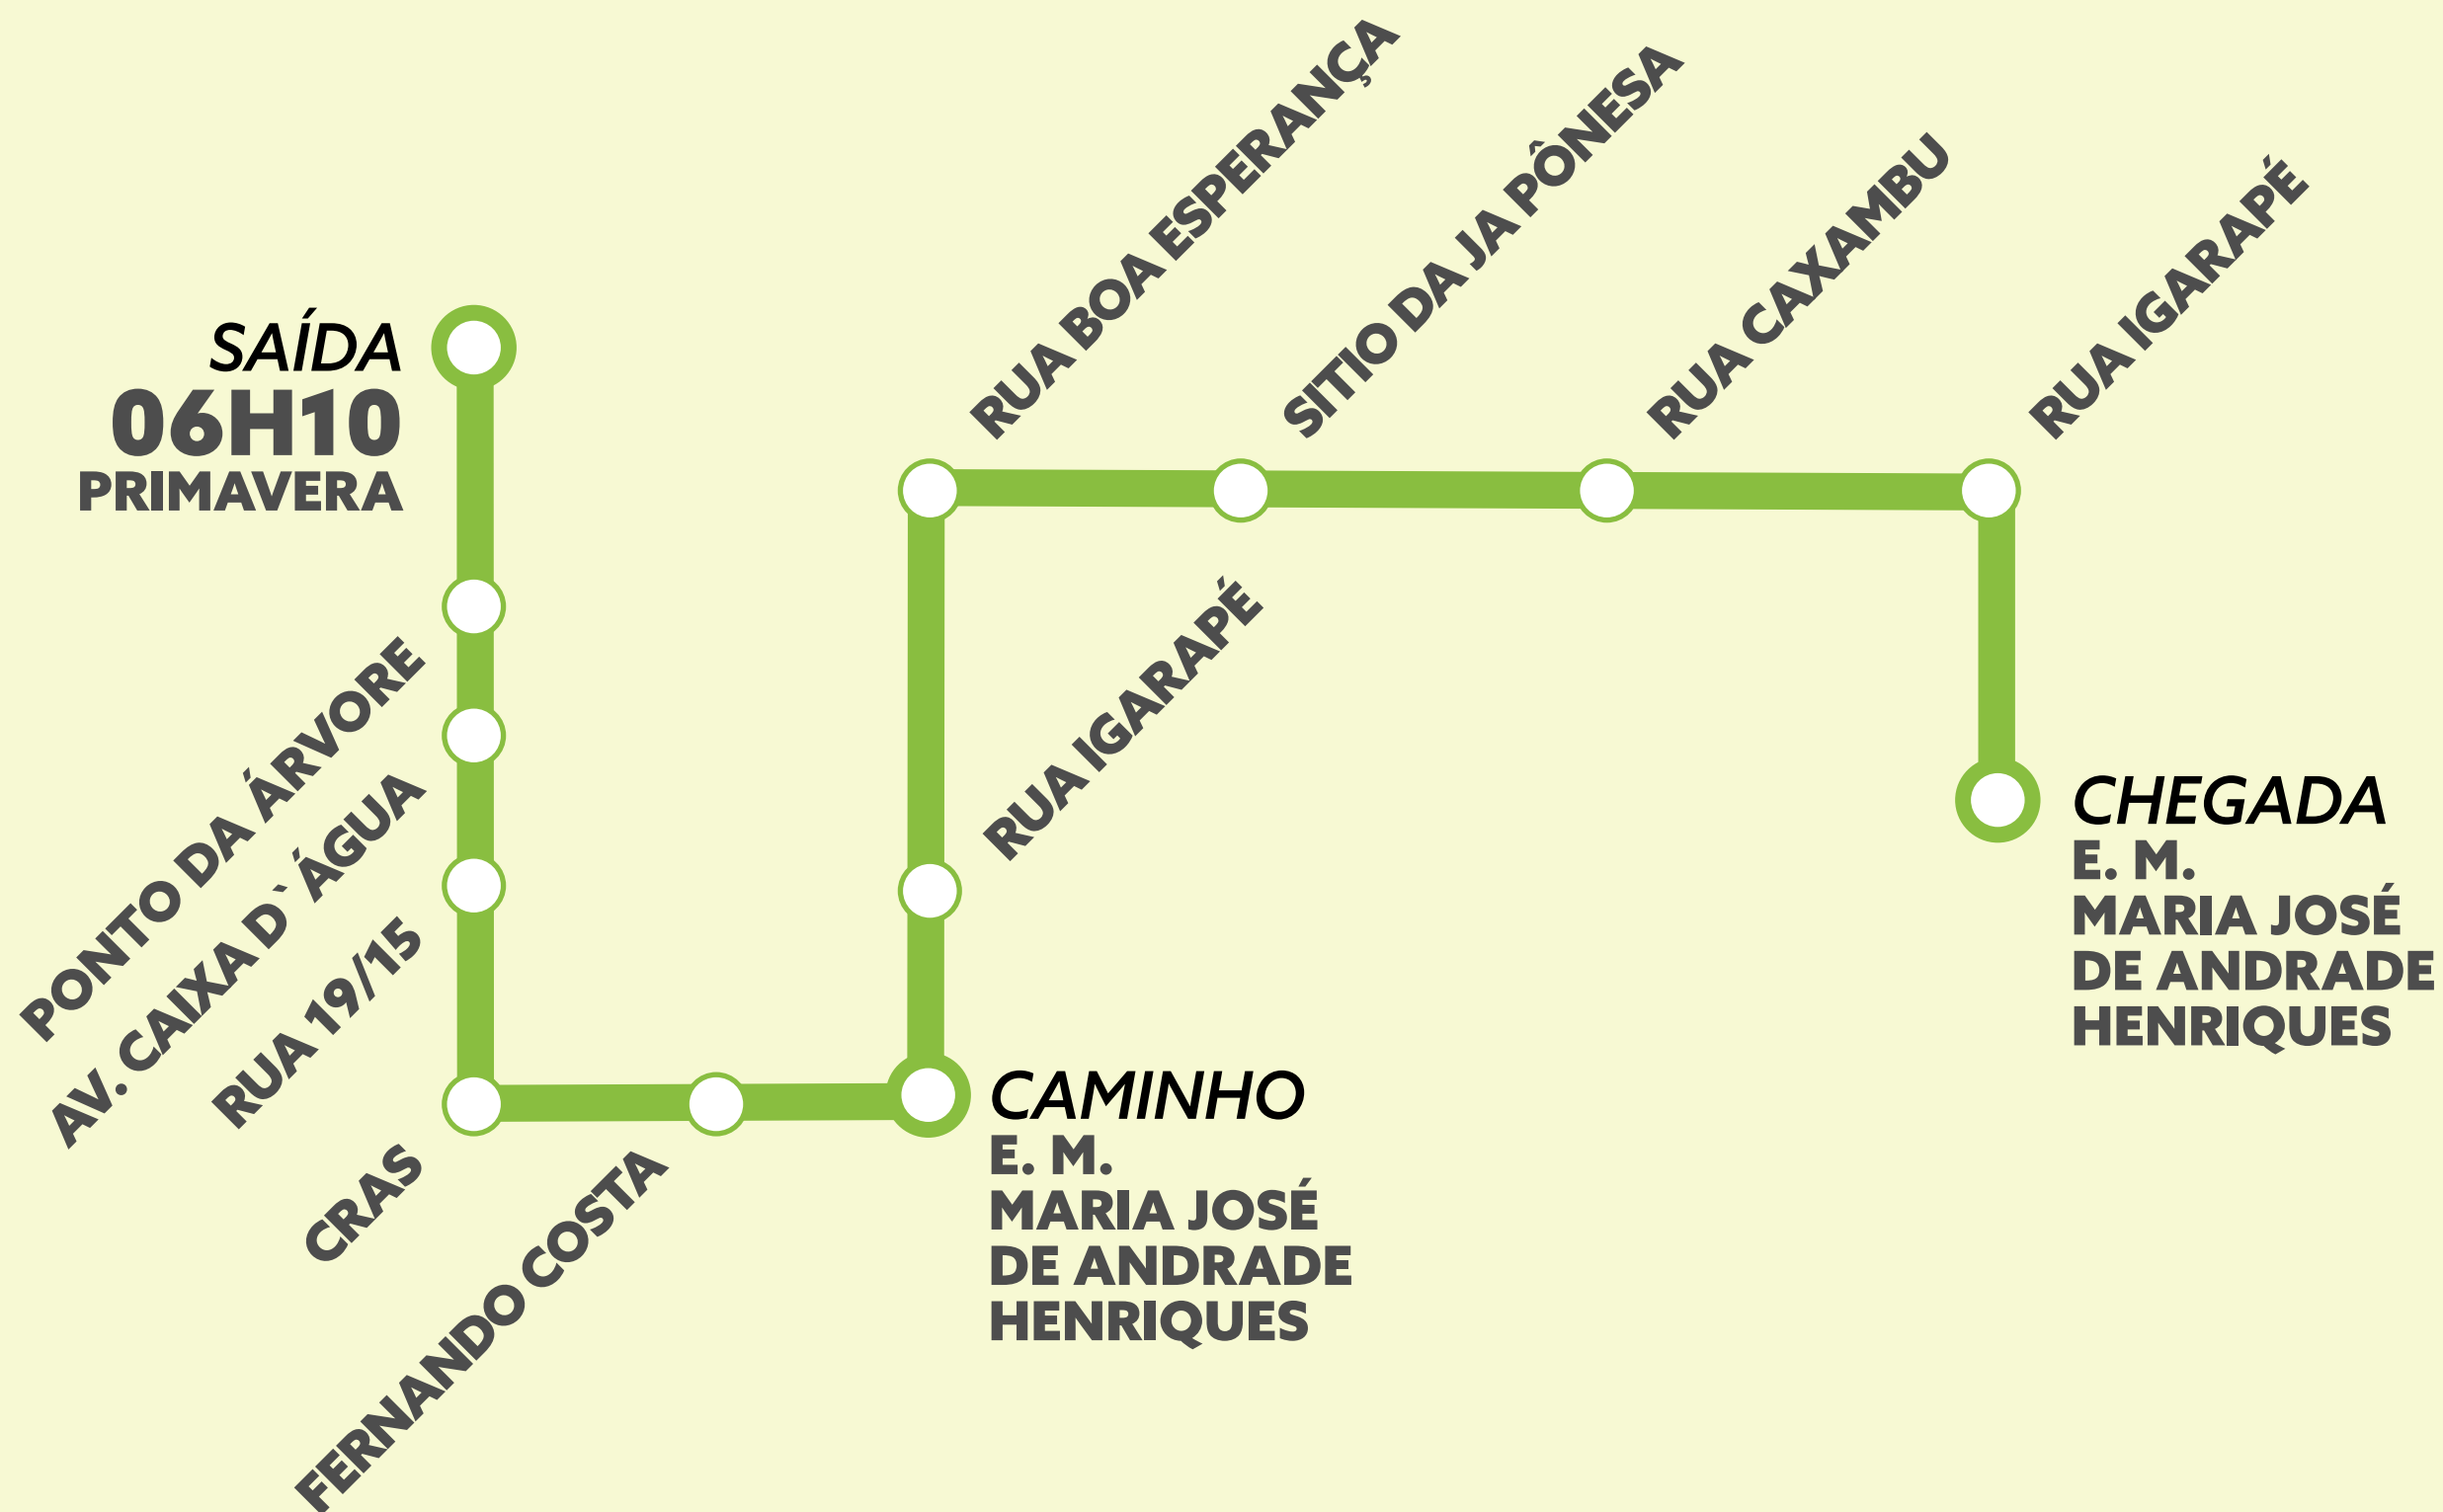 SAÍDA
06H10
PRIMAVERA
PONTO DA ÁRVORE
AV. CAIXA D` ÁGUA
RUA 19/15
CRAS
FERNANDO COSTA
CAMINHO
E. M.
MARIA JOSÉ
DE ANDRADE
HENRIQUES
RUA IGARAPÉ
RUA BOA ESPERANÇA
SITIO DA JAPÔNESA
RUA CAXAMBU
RUA IGARAPÉ
CHEGADA
E. M.
MARIA JOSÉ
DE ANDRADE
HENRIQUES